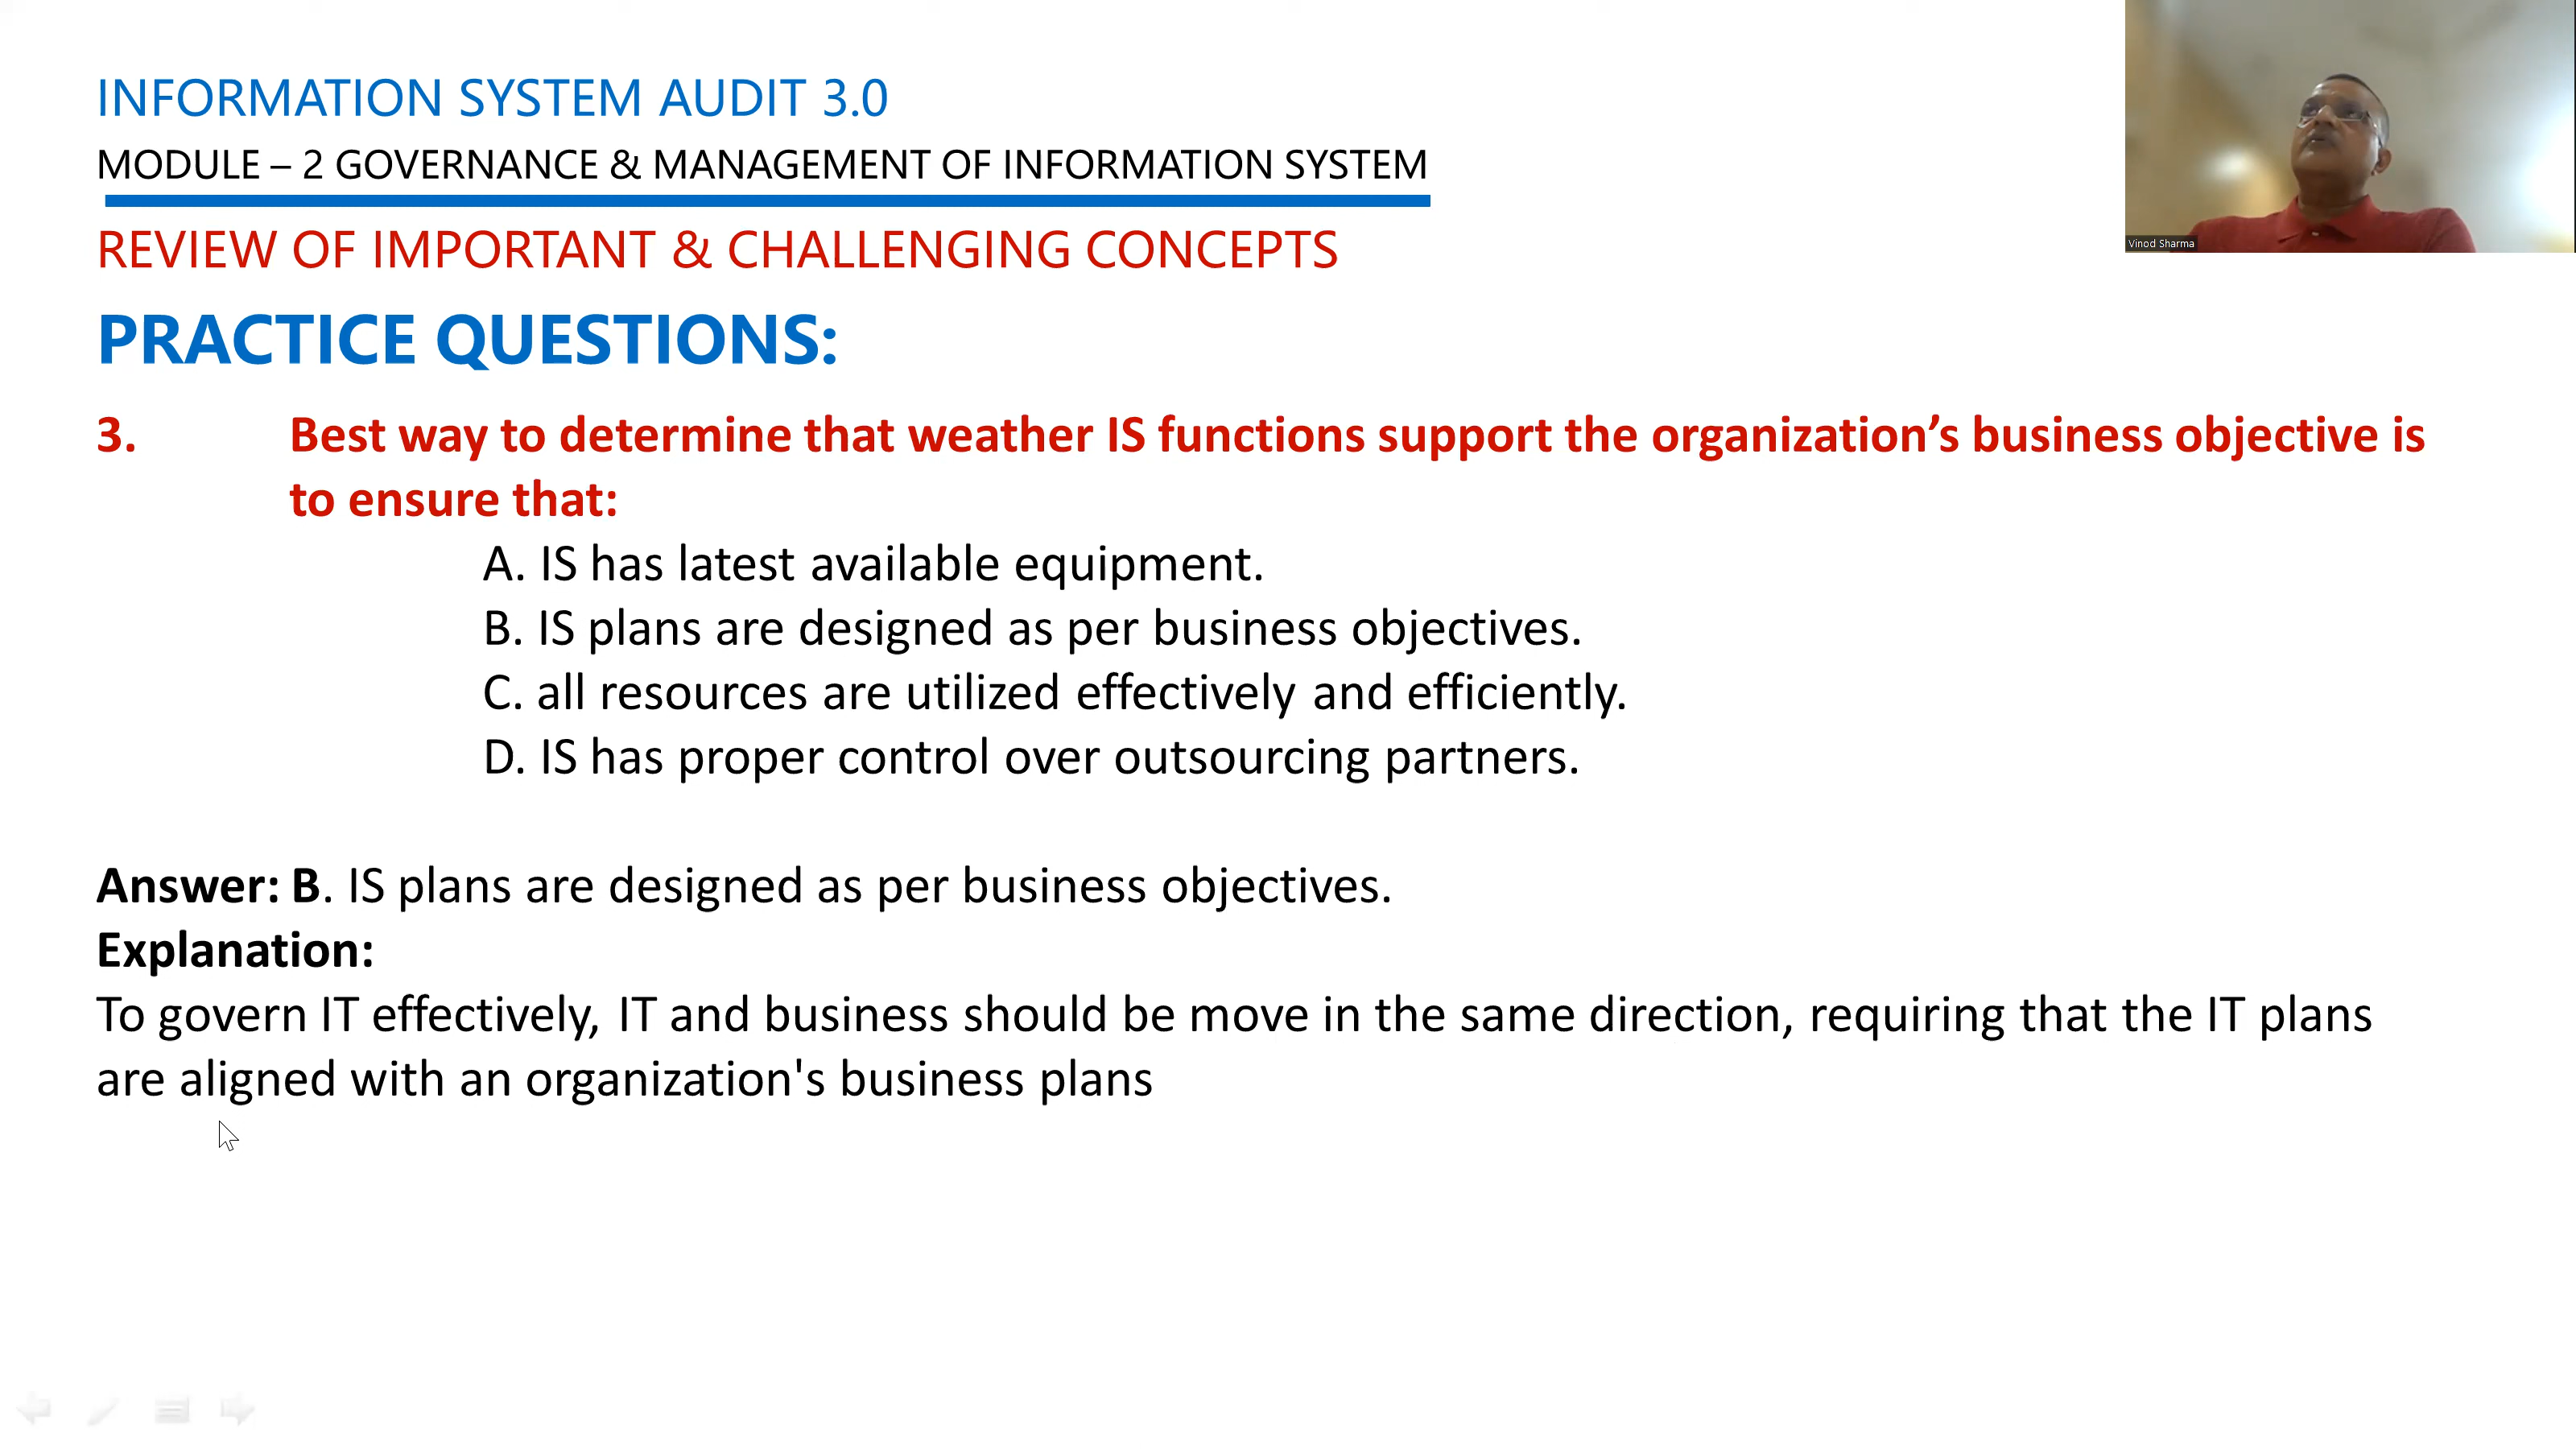 INFORMATION SYSTEM AUDIT 3.0
MODULE – 2 GOVERNANCE & MANAGEMENT OF INFORMATION SYSTEM
REVIEW OF IMPORTANT & CHALLENGING CONCEPTS
PRACTICE QUESTIONS:
Vinod Sharma
3. Best way to determine that weather IS functions support the organization’s business objective is
to ensure that:
A. IS has latest available equipment.
B. IS plans are designed as per business objectives.
C. all resources are utilized effectively and efficiently.
D. IS has proper control over outsourcing partners.
Answer: B. IS plans are designed as per business objectives.
Explanation:
To govern IT effectively, IT and business should be move in the same direction, requiring that the IT plans
are aligned with an organization's business plans